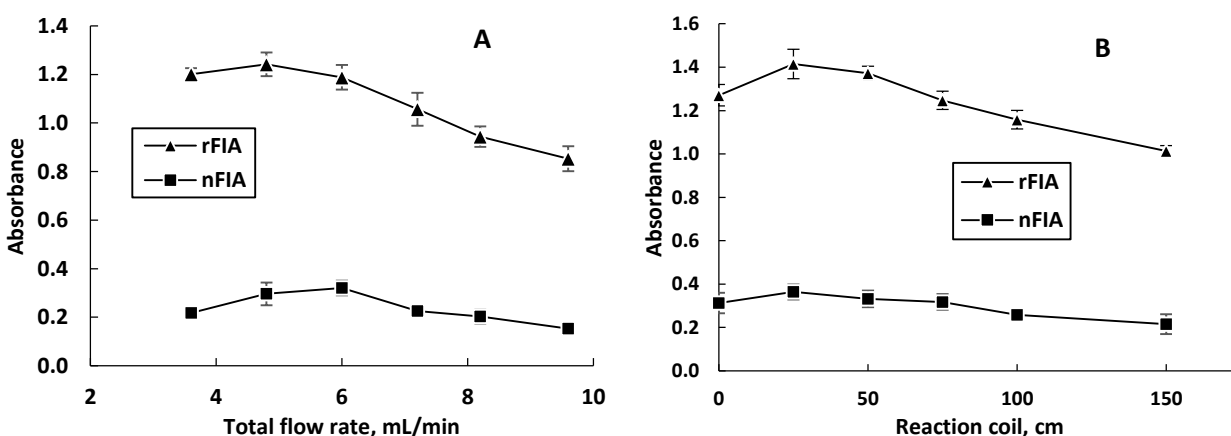 A
1.4
1.2
1.0
0.8
0.6
0.4
0.2
0.0
Absorbance
rFIA
nFIA
2 4 6 8 10
Total flow rate, mL/min
B
1.6
1.4
1.2
1.0
0.8
0.6
0.4
0.2
0.0
Absorbance
rFIA
nFIA
0 50 100 150
Reaction coil, cm